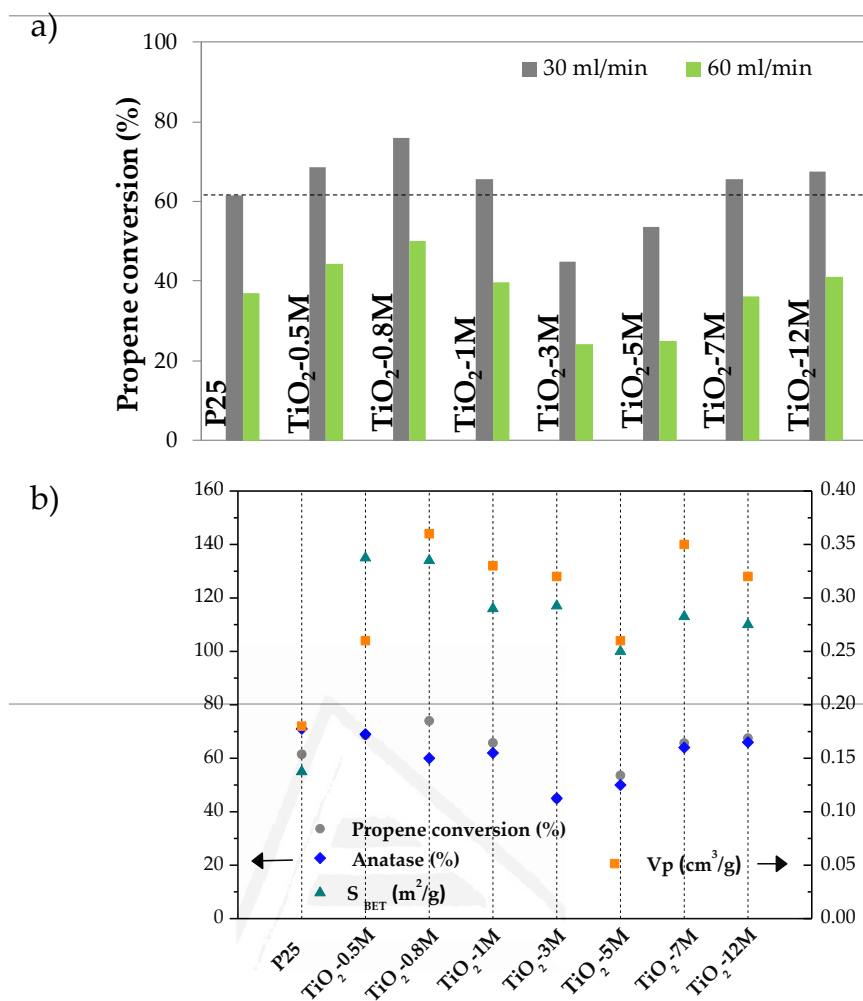 a)
100
80
60
40
20
0
Propene conversion (%)
30 ml/min
60 ml/min
P25
TiO₂-0.5M
TiO₂-0.8M
TiO₂-1M
TiO₂-3M
TiO₂-5M
TiO₂-7M
TiO₂-12M
b)
160
140
120
100
80
60
40
20
0
0.40
0.35
0.30
0.25
0.20
0.15
0.10
0.05
0.00
Propene conversion (%)
Anatase (%)
S BET (m²/g)
Vp (cm³/g)
P25
TiO₂-0.5M
TiO₂-0.8M
TiO₂-1M
TiO₂-3M
TiO₂-5M
TiO₂-7M
TiO₂-12M